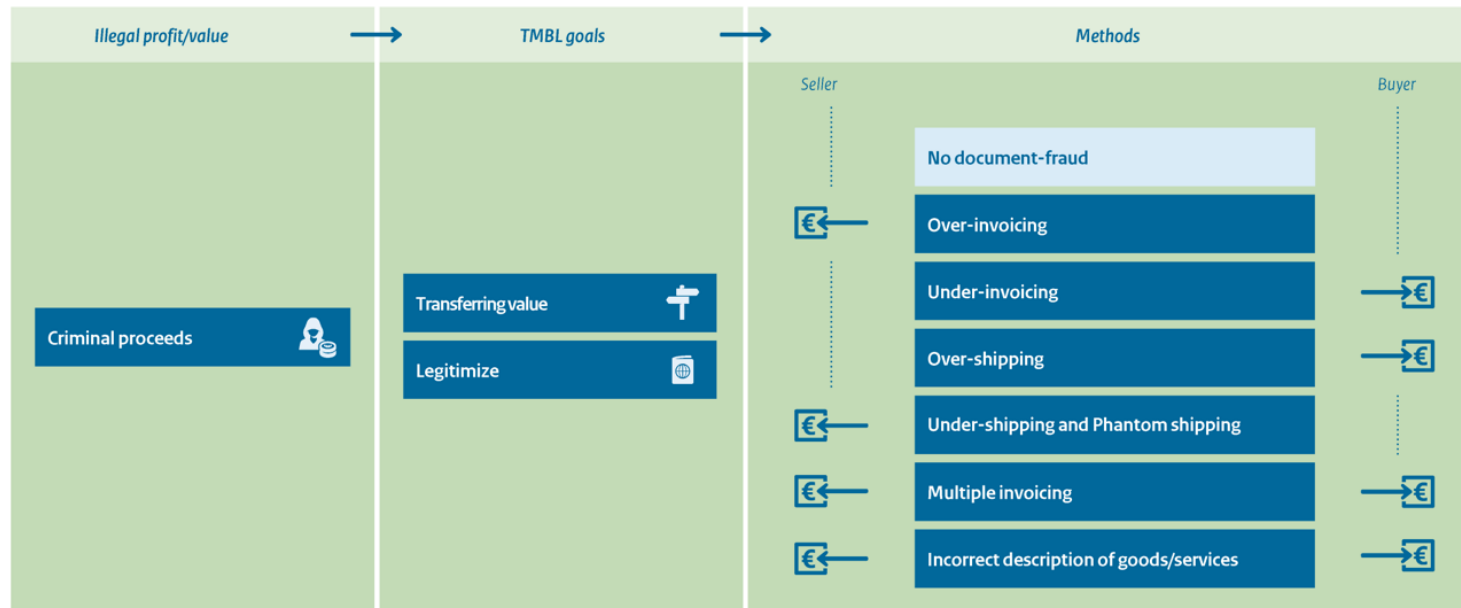 Illegal profit/value
TMBL goals
Methods
Seller
Buyer
No document-fraud
€
Over-invoicing
Under-invoicing
€
Criminal proceeds
Transferring value
Legitimize
Over-shipping
€
€
Under-shipping and Phantom shipping
€
Multiple invoicing
€
€
Incorrect description of goods/services
€